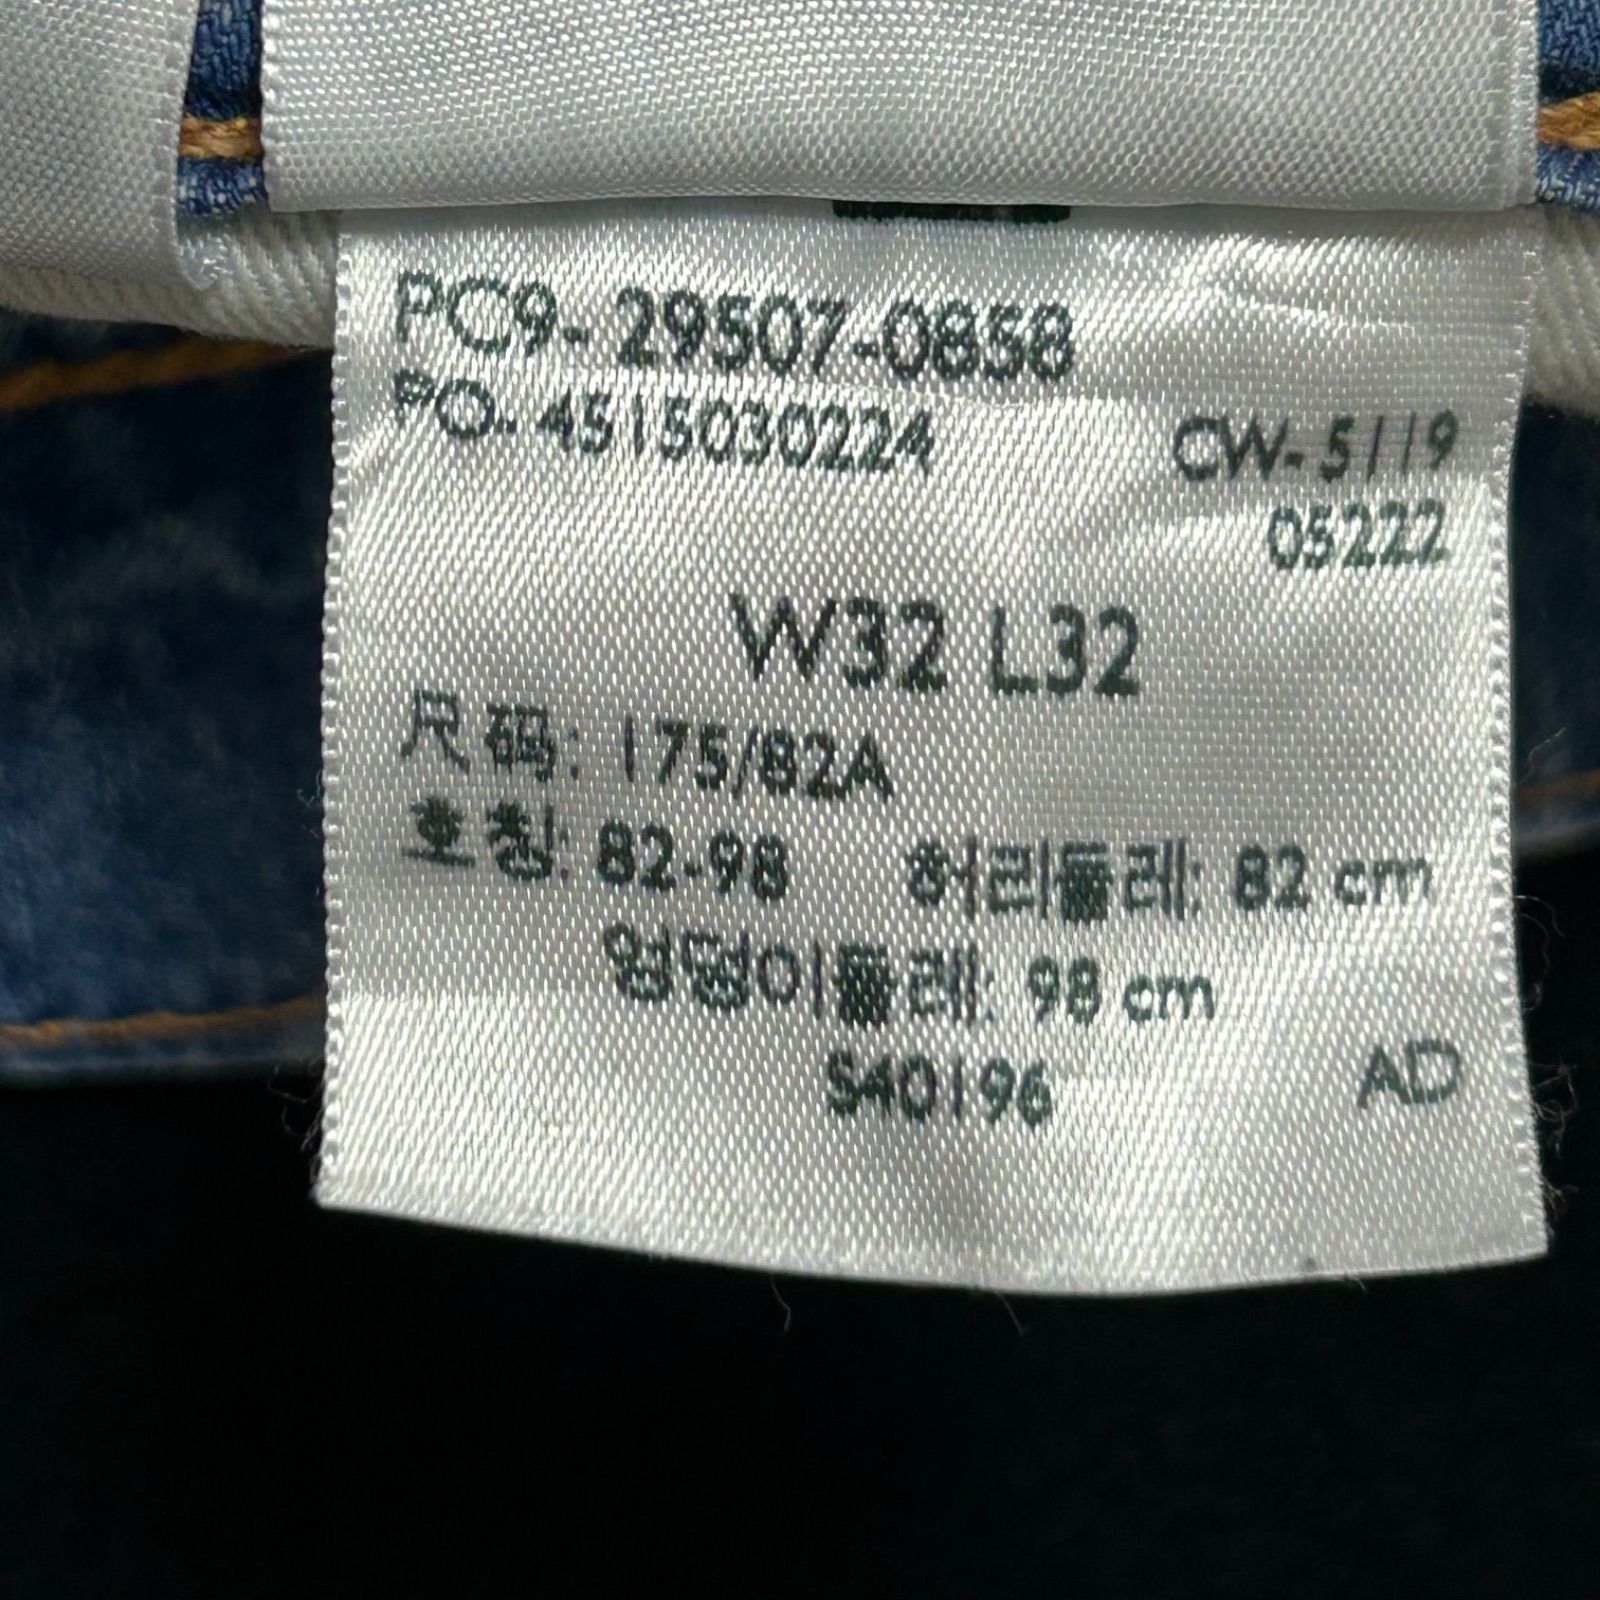 PC9- 29507-0858
PO- 4515030224 CW- 5119
05222
W32 L32
尺码: 175/82A
호칭: 82-98 허리둘레: 82 cm
엉덩이둘레: 98 cm
S40196 AD